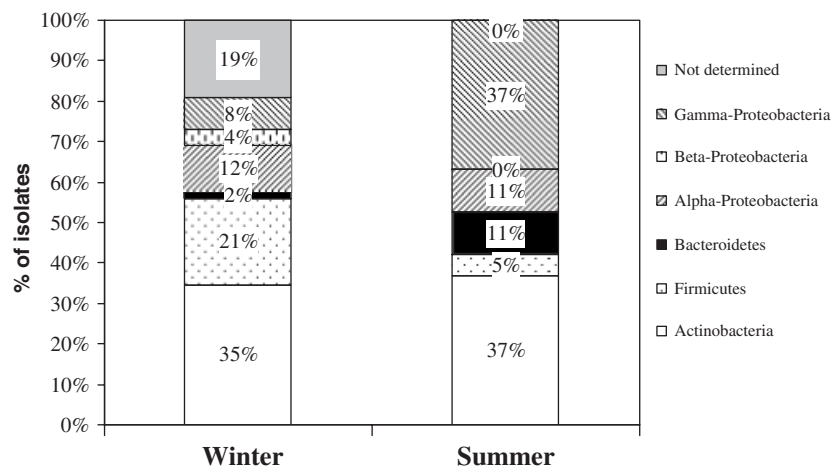 100%
90%
80%
70%
60%
50%
40%
30%
20%
10%
0%
% of isolates
19%
8%
4%
12%
2%
21%
35%
0%
37%
0%
11%
11%
5%
37%
Winter
Summer
Not determined
Gamma-Proteobacteria
Beta-Proteobacteria
Alpha-Proteobacteria
Bacteroidetes
Firmicutes
Actinobacteria